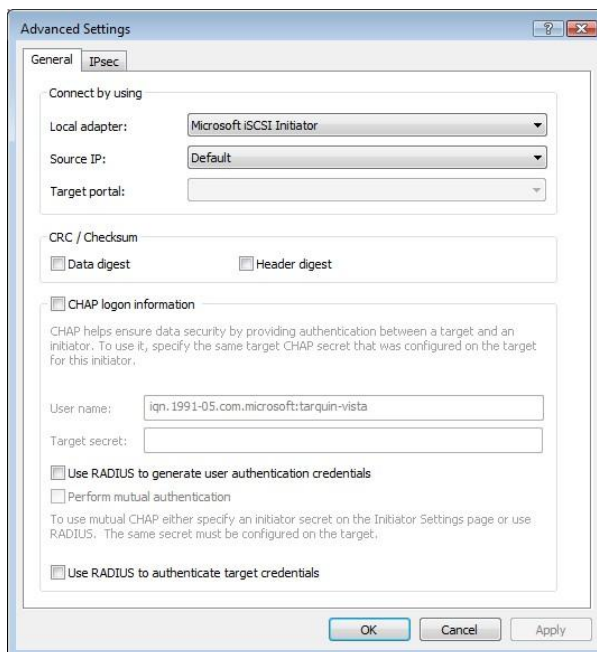 Advanced Settings
General
IPsec
Connect by using
Local adapter:
Microsoft iSCSI Initiator
Source IP:
Default
Target portal:
CRC / Checksum
Data digest
Header digest
CHAP logon information
CHAP helps ensure data security by providing authentication between a target and an
initiator. To use it, specify the same target CHAP secret that was configured on the target
for this initiator.
User name:
iqn.1991-05.com.microsoft:tarquin-vista
Target secret:
Use RADIUS to generate user authentication credentials
Perform mutual authentication
To use mutual CHAP either specify an initiator secret on the Initiator Settings page or use
RADIUS. The same secret must be configured on the target.
Use RADIUS to authenticate target credentials
OK
Cancel
Apply